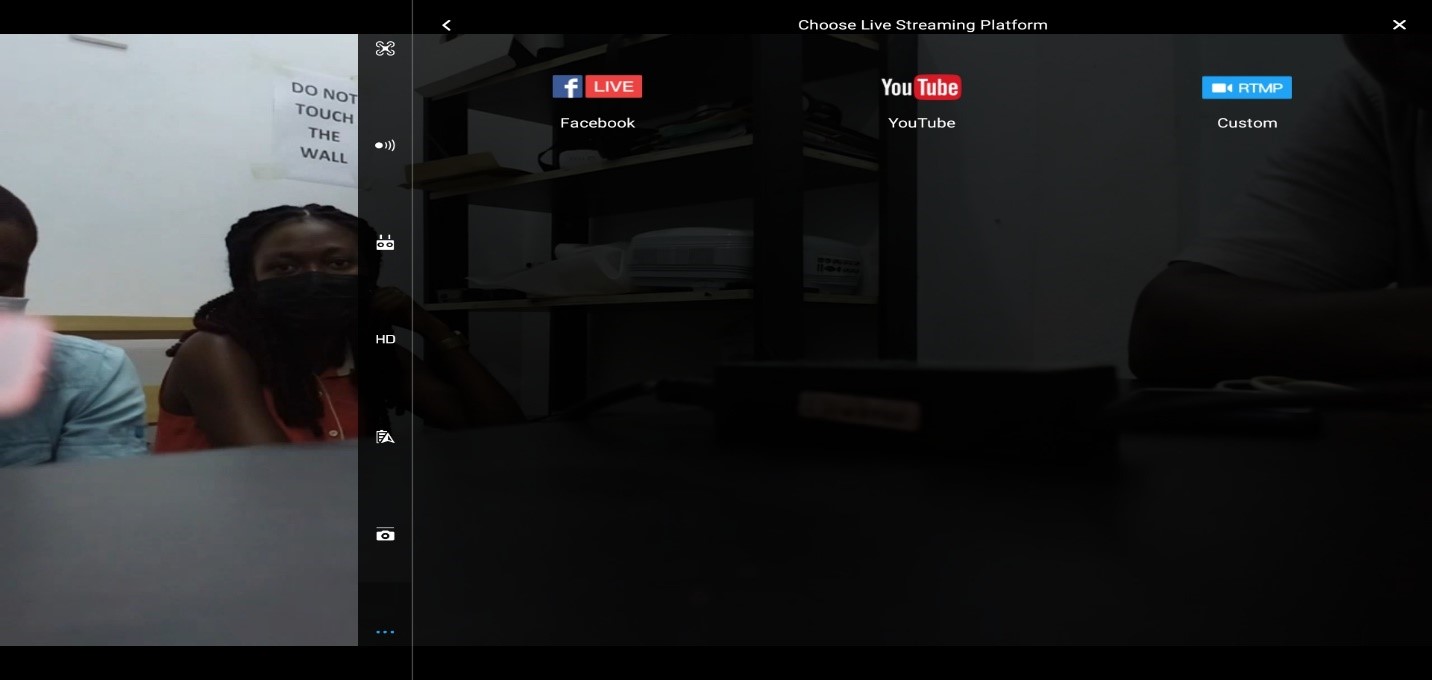 Choose Live Streaming Platform
f LIVE
YouTube
RTMP
Facebook
YouTube
Custom
DO NOT
TOUCH
THE
WALL
HD